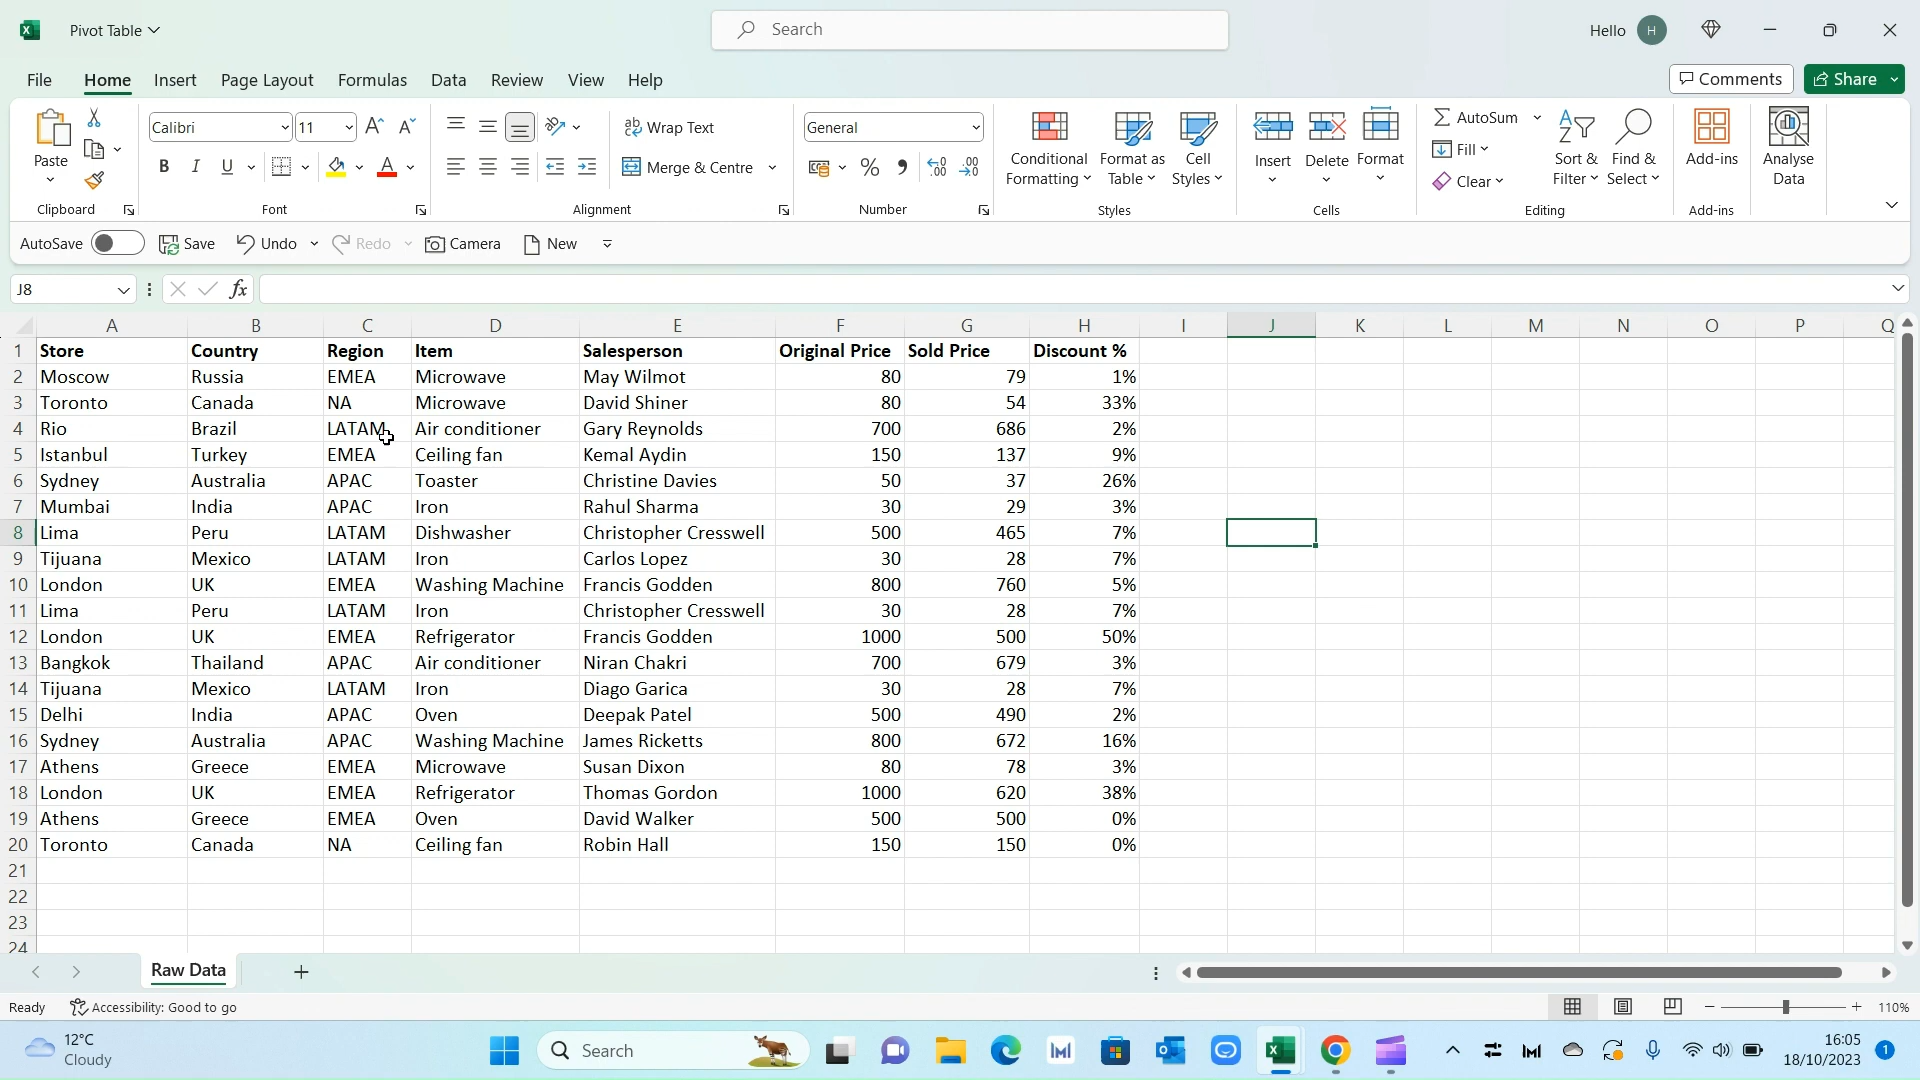 Pivot Table
Search
Hello H
File Home Insert Page Layout Formulas Data Review View Help
Comments Share
Paste
Clipboard
Calibri 11
B I U
Font
Wrap Text
Merge & Centre
Alignment
General
Number
Conditional Formatting
Format as Table
Cell Styles
Styles
Insert Delete Format
Cells
AutoSum
Fill
Clear
Sort & Filter
Find & Select
Editing
Add-ins
Add-ins
Analyse Data
AutoSave Save Undo Redo Camera New
J8 fx
A B C D E F G H I J K L M N O P Q
1 Store Country Region Item Salesperson Original Price Sold Price Discount %
2 Moscow Russia EMEA Microwave May Wilmot 80 79 1%
3 Toronto Canada NA Microwave David Shiner 80 54 33%
4 Rio Brazil LATAM Air conditioner Gary Reynolds 700 686 2%
5 Istanbul Turkey EMEA Ceiling fan Kemal Aydin 150 137 9%
6 Sydney Australia APAC Toaster Christine Davies 50 37 26%
7 Mumbai India APAC Iron Rahul Sharma 30 29 3%
8 Lima Peru LATAM Dishwasher Christopher Cresswell 500 465 7%
9 Tijuana Mexico LATAM Iron Carlos Lopez 30 28 7%
10 London UK EMEA Washing Machine Francis Godden 800 760 5%
11 Lima Peru LATAM Iron Christopher Cresswell 30 28 7%
12 London UK EMEA Refrigerator Francis Godden 1000 500 50%
13 Bangkok Thailand APAC Air conditioner Niran Chakri 700 679 3%
14 Tijuana Mexico LATAM Iron Diago Garica 30 28 7%
15 Delhi India APAC Oven Deepak Patel 500 490 2%
16 Sydney Australia APAC Washing Machine James Ricketts 800 672 16%
17 Athens Greece EMEA Microwave Susan Dixon 80 78 3%
18 London UK EMEA Refrigerator Thomas Gordon 1000 620 38%
19 Athens Greece EMEA Oven David Walker 500 500 0%
20 Toronto Canada NA Ceiling fan Robin Hall 150 150 0%
21
22
23
24
Raw Data
Ready Accessibility: Good to go 110%
12°C
Cloudy
Search
16:05
18/10/2023
1